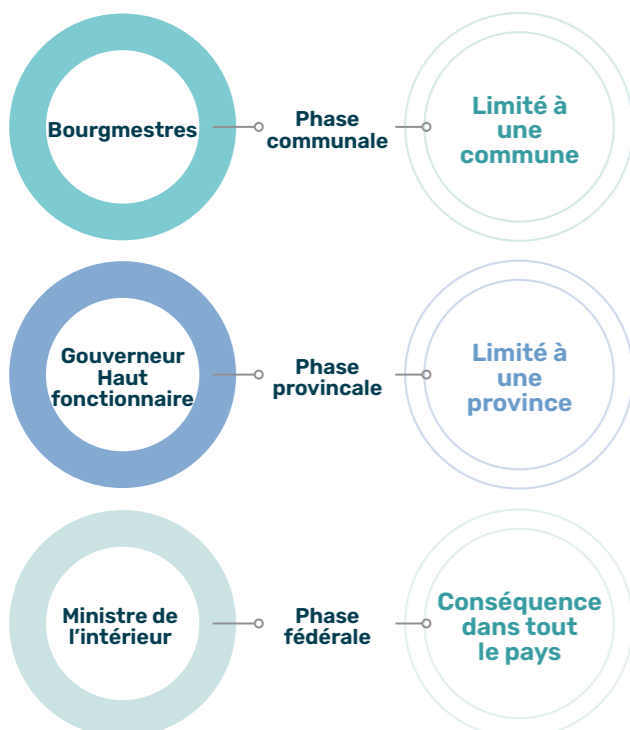 Bourgmestres
Phase
communale
Limité à
une
commune
Gouverneur
Haut
fonctionnaire
Phase
provincale
Limité à
une
province
Ministre de
l'intérieur
Phase
fédérale
Conséquence
dans tout
le pays